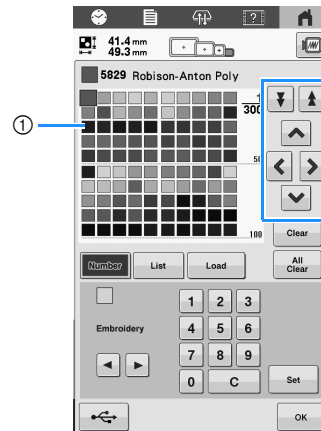 41.4 mm
49.3 mm
5829 Robison-Anton Poly
1
300
①
50
100
Clear
Number
List
Load
All
Clear
1 2 3
Embroidery
4 5 6
7 8 9
0 C
Set
OK